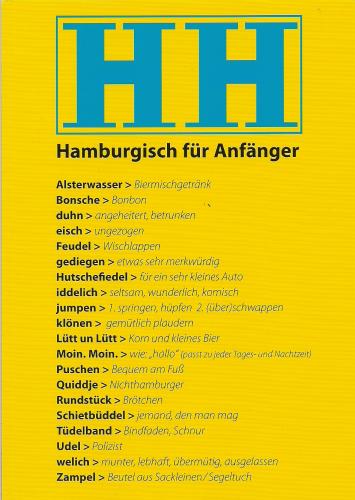 HH
Hamburgisch für Anfänger
Alsterwasser > Biermischgetränk
Bonsche > Bonbon
duhn > angeheitert, betrunken
eisch > ungezogen
Feudel > Wischlappen
gediegen > etwas sehr merkwürdig
Hutschefiedel > für ein sehr kleines Auto
iddelich > seltsam, wunderlich, komisch
jumpen > 1. springen, hüpfen 2. (über)schwappen
klönen > gemütlich plaudern
Lütt un Lütt > Korn und kleines Bier
Moin. Moin. > wie: „hallo" (passt zu jeder Tages- und Nachtzeit)
Puschen > Bequem am Fuß
Quiddje > Nichthamburger
Rundstück > Brötchen
Schietbüddel > jemand, den man mag
Tüdelband > Bindfaden, Schnur
Udel > Polizist
welich > munter, lebhaft, übermütig, ausgelassen
Zampel > Beutel aus Sackleinen/Segeltuch